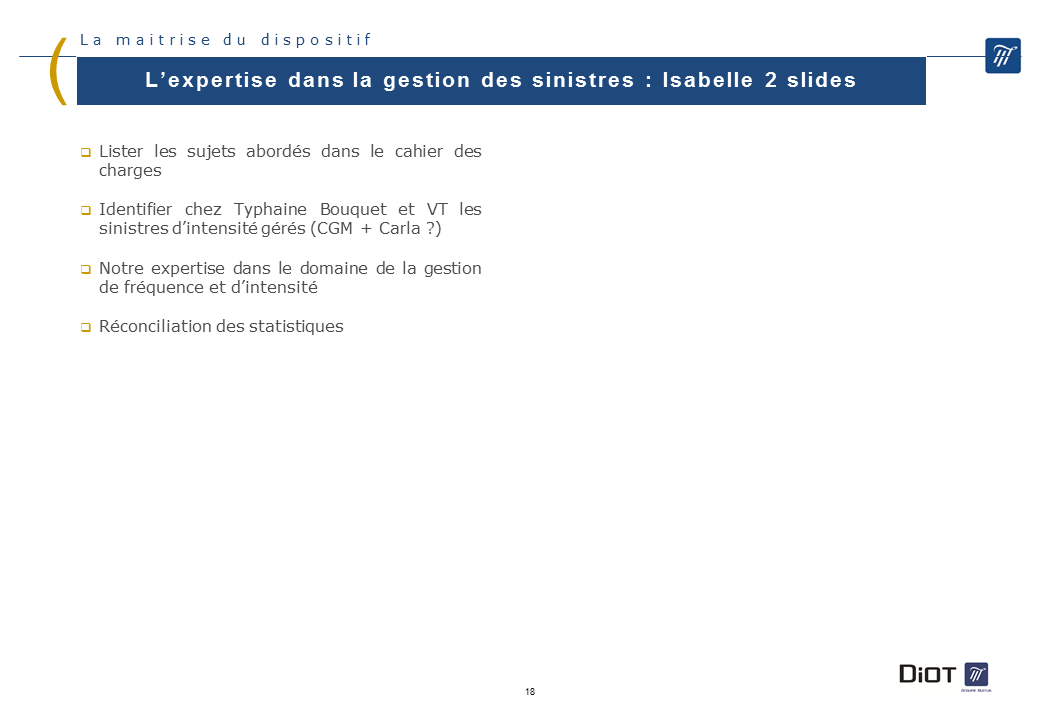 La maitrise du dispositif
L’expertise dans la gestion des sinistres : Isabelle 2 slides
Lister les sujets abordés dans le cahier des
charges
Identifier chez Typhaine Bouquet et VT les
sinistres d’intensité gérés (CGM + Carla ?)
Notre expertise dans le domaine de la gestion
de fréquence et d’intensité
Réconciliation des statistiques
DiOT
Groupe Burrus
18